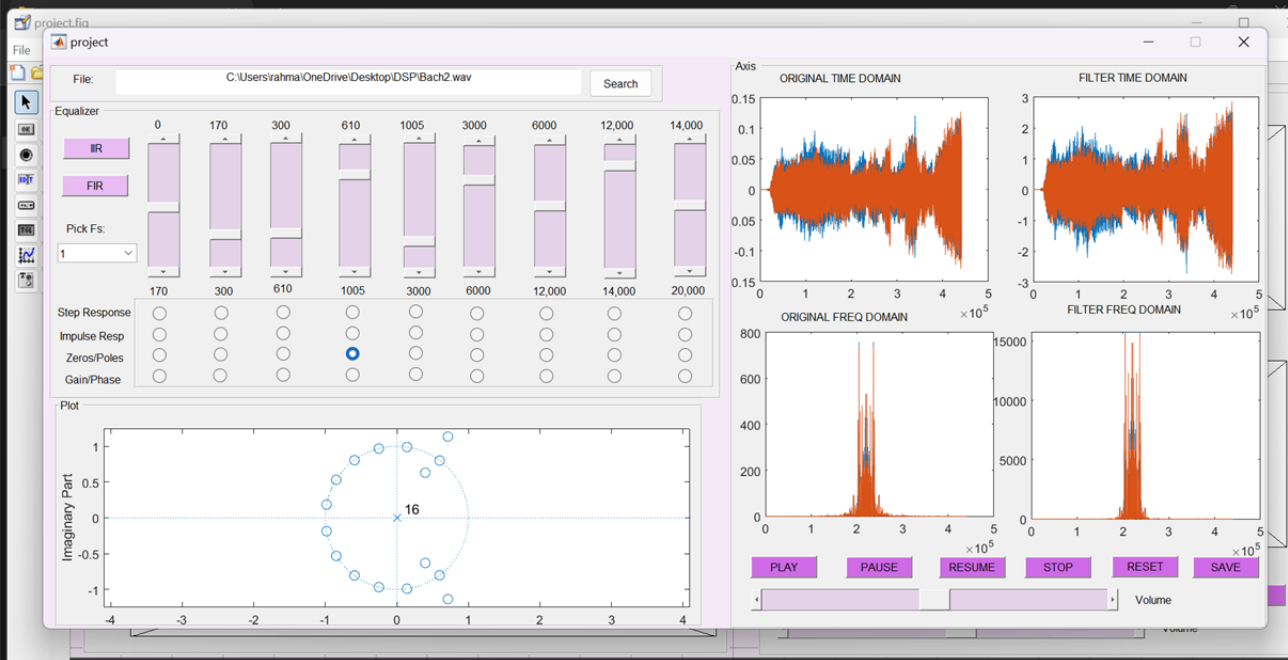 project.fig
File
project
File:
C:\Users\rahma\OneDrive\Desktop\DSP\Bach2.wav
Search
Equalizer
0 170 300 610 1005 3000 6000 12,000 14,000
IIR
FIR
Pick Fs:
1
170 300 610 1005 3000 6000 12,000 14,000 20,000
Step Response
Impulse Resp
Zeros/Poles
Gain/Phase
Plot
Imaginary Part
1
0.5
0
-0.5
-1
16
-4 -3 -2 -1 0 1 2 3 4
Axis
ORIGINAL TIME DOMAIN
0.15
0.1
0.05
0
0.05
-0.1
0.15
0 1 2 3 4 5
×10⁵
FILTER TIME DOMAIN
3
2
1
0
-1
-2
-3
0 1 2 3 4 5
×10⁵
ORIGINAL FREQ DOMAIN
800
600
400
200
0
0 1 2 3 4 5
×10⁵
FILTER FREQ DOMAIN
15000
10000
5000
0
0 1 2 3 4 5
×10⁵
PLAY PAUSE RESUME STOP RESET SAVE
Volume
Volume